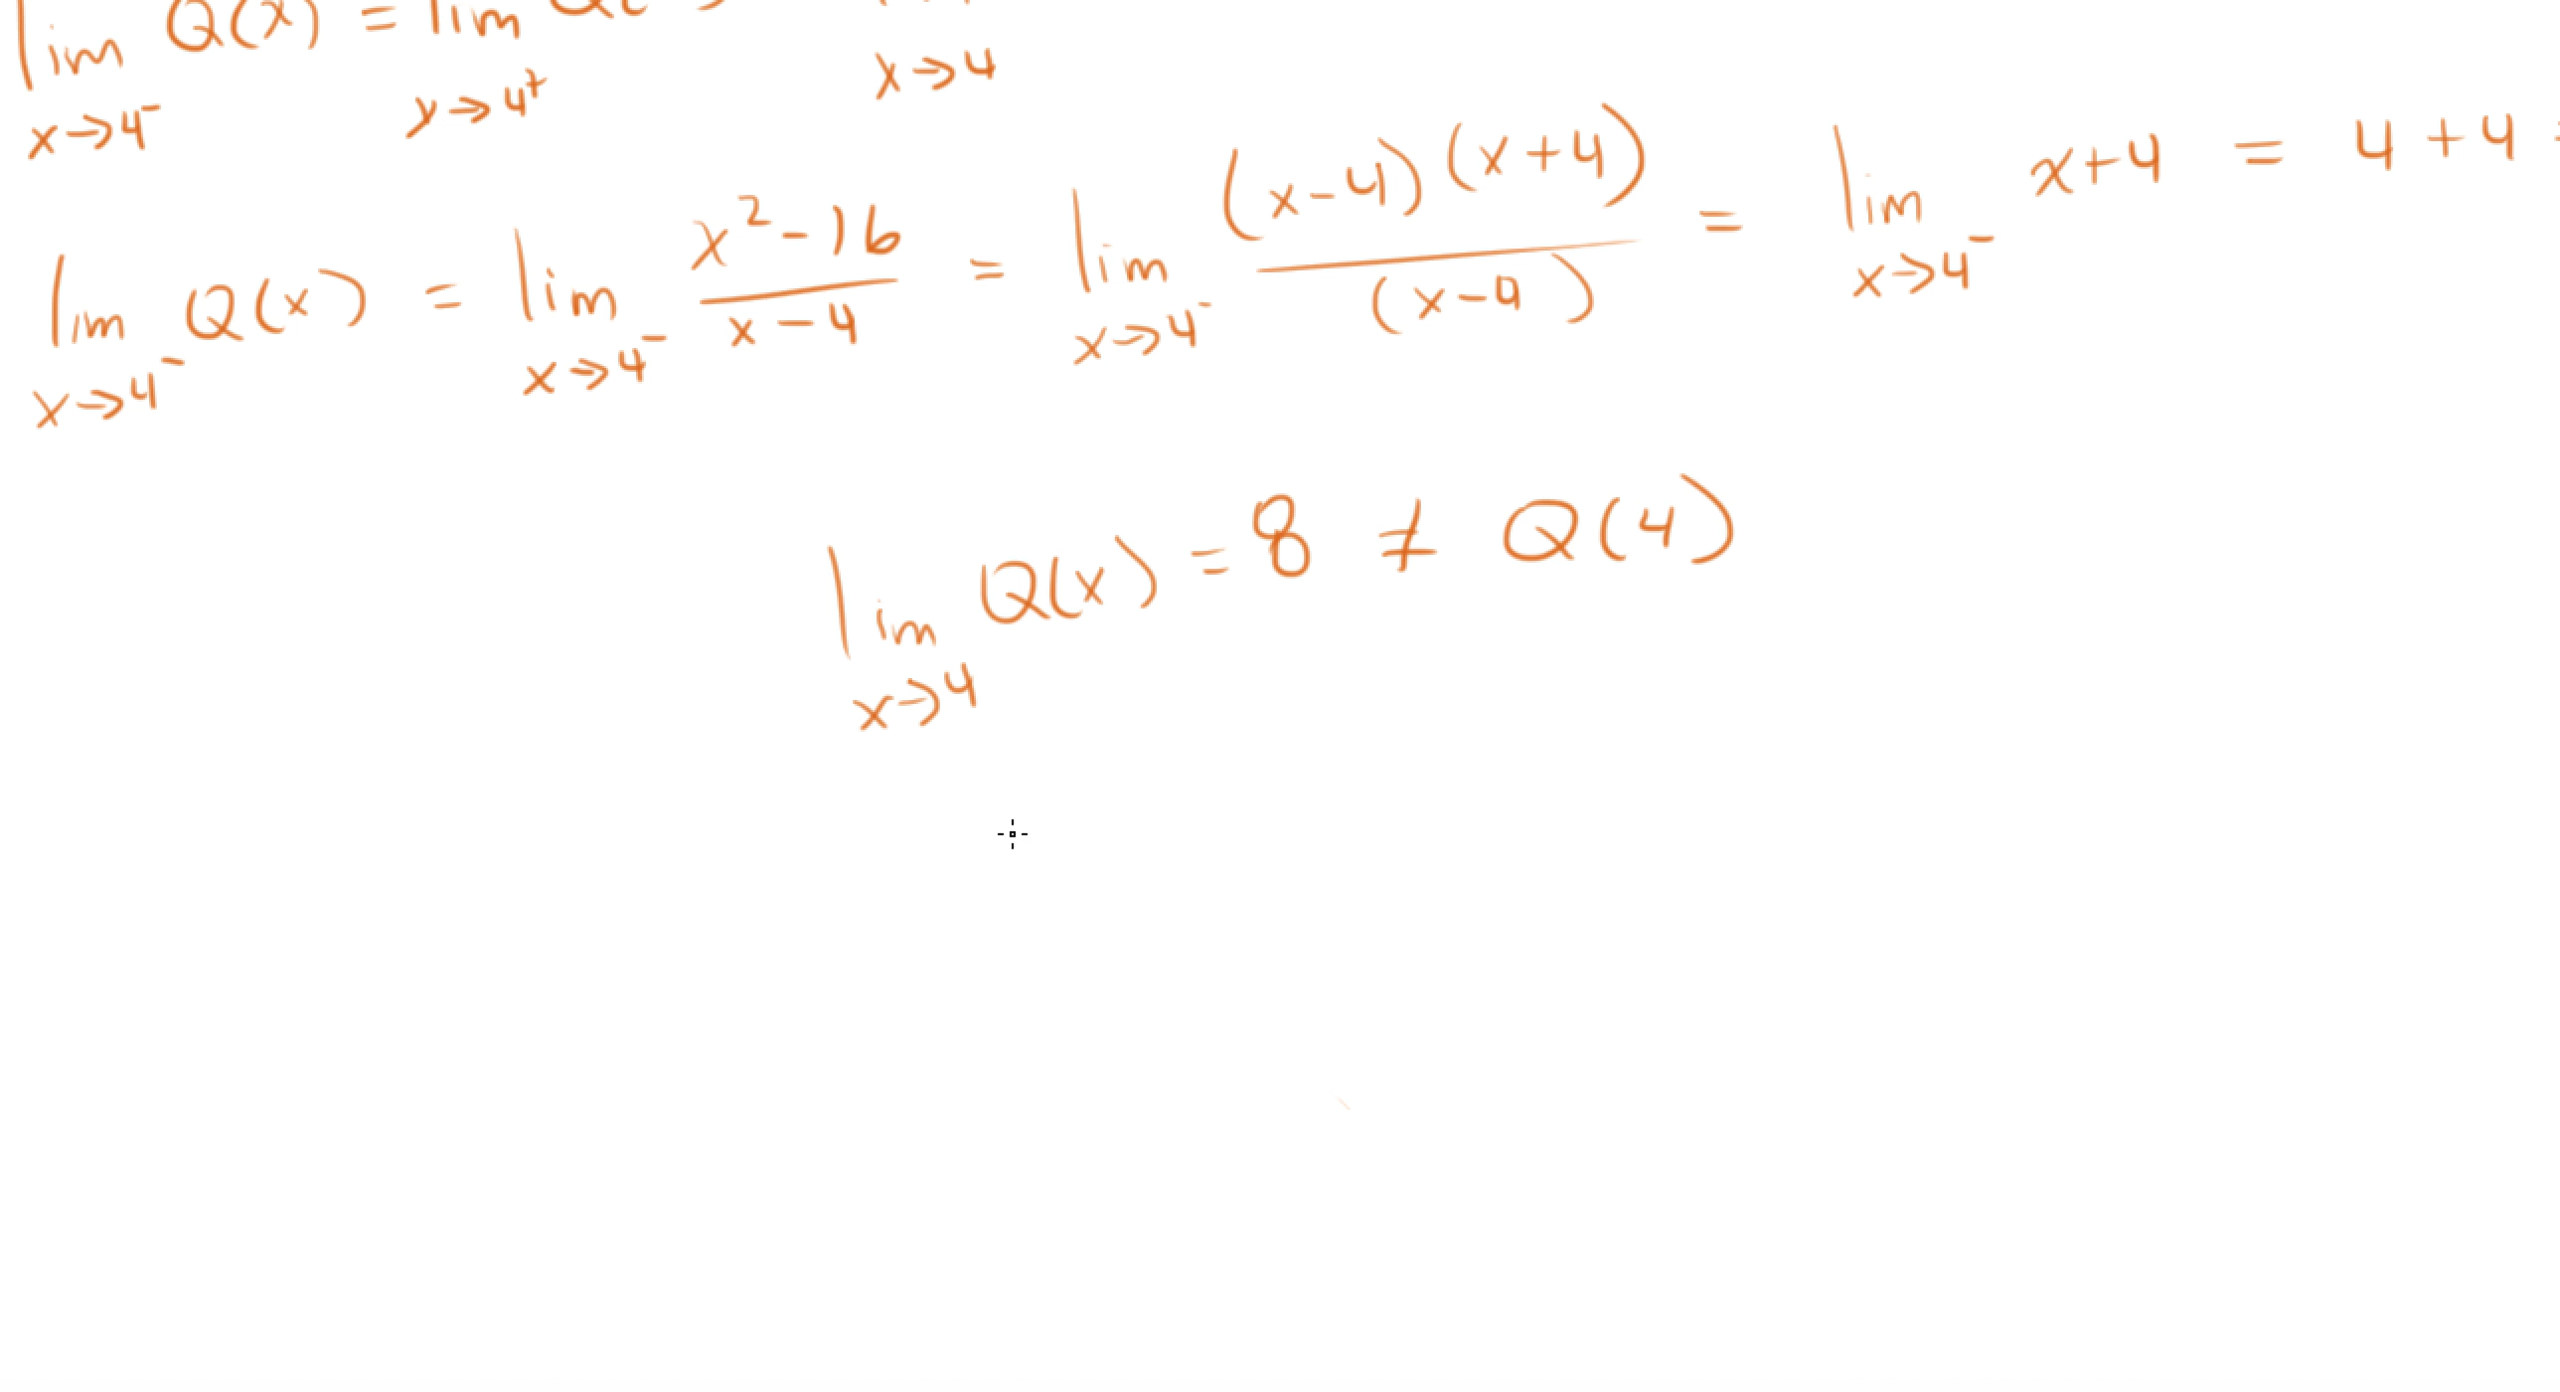 lim Q(x) = lim
x→4⁻ y→4⁺ x→4
lim Q(x) = lim x²-16 / x-4 = lim (x-4)(x+4) / (x-4) = lim x+4 = 4+4
x→4⁻ x→4⁻ x→4⁻ x→4⁻
lim Q(x) = 8 ≠ Q(4)
x→4